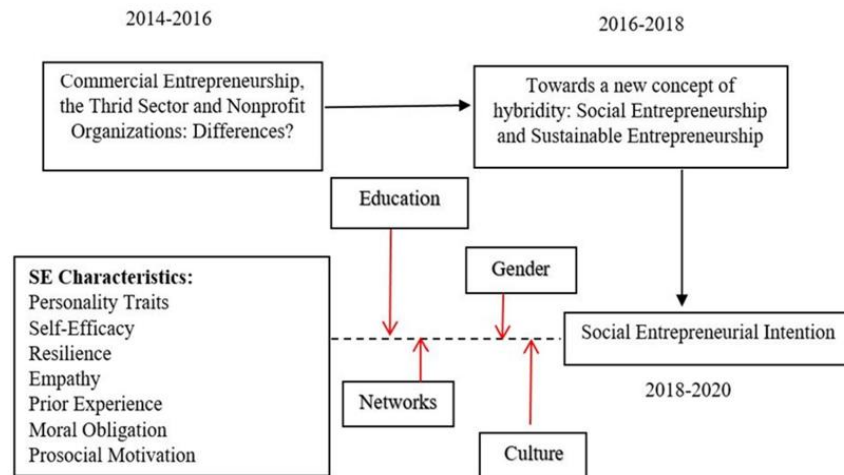 2014-2016
2016-2018
Commercial Entrepreneurship,
the Thrid Sector and Nonprofit
Organizations: Differences?
Towards a new concept of
hybridity: Social Entrepreneurship
and Sustainable Entrepreneurship
Education
Gender
SE Characteristics:
Personality Traits
Self-Efficacy
Resilience
Empathy
Prior Experience
Moral Obligation
Prosocial Motivation
Social Entrepreneurial Intention
Networks
2018-2020
Culture